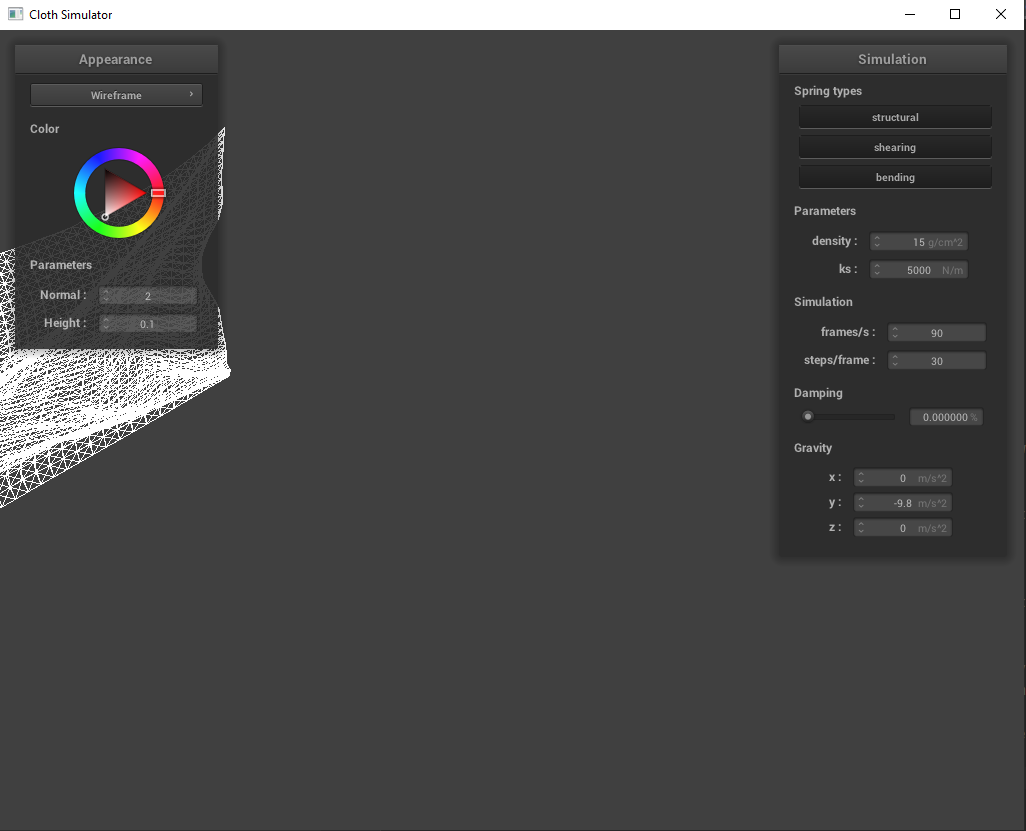 Cloth Simulator
Appearance
Wireframe
Color
Parameters
Normal : 2
Height : 0.1
Simulation
Spring types
structural
shearing
bending
Parameters
density : 15 g/cm^2
ks : 5000 N/m
Simulation
frames/s : 90
steps/frame : 30
Damping
0.000000 %
Gravity
x : 0 m/s^2
y : -9.8 m/s^2
z : 0 m/s^2